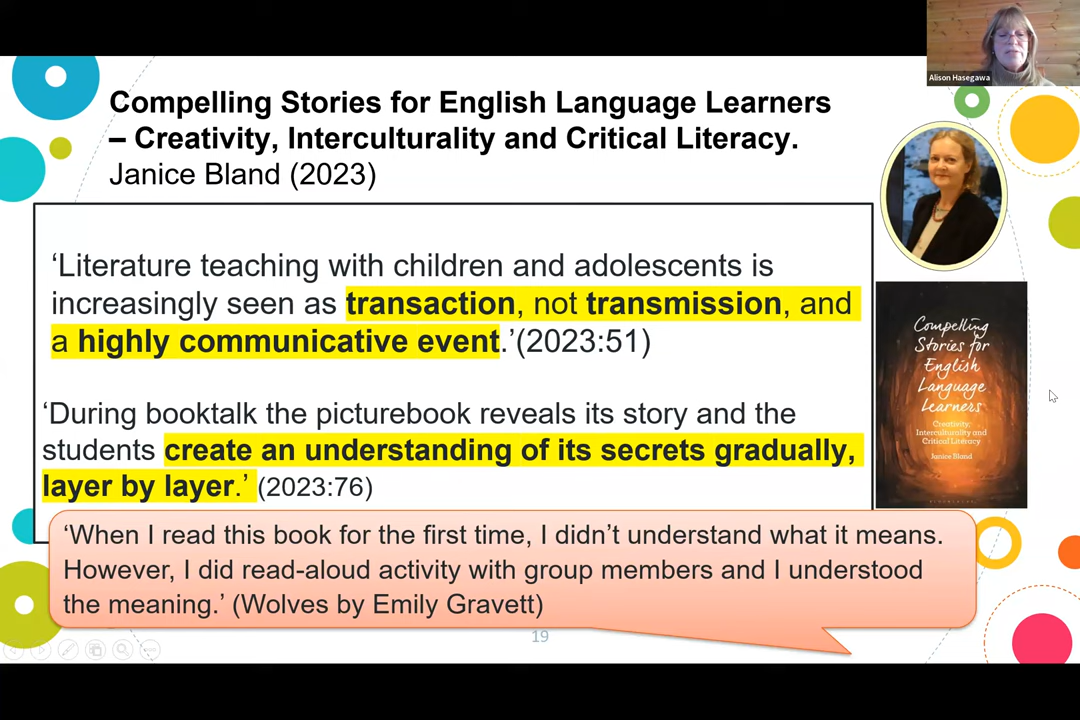 Alison Hasegawa
Compelling Stories for English Language Learners
– Creativity, Interculturality and Critical Literacy.
Janice Bland (2023)
‘Literature teaching with children and adolescents is
increasingly seen as transaction, not transmission, and
a highly communicative event.’(2023:51)
‘During booktalk the picturebook reveals its story and the
students create an understanding of its secrets gradually,
layer by layer.’ (2023:76)
Compelling
Stories for
English
Language
Learners
Creativity,
Interculturality and
Critical Literacy
Janice Bland
BLOOMSBURY
‘When I read this book for the first time, I didn’t understand what it means.
However, I did read-aloud activity with group members and I understood
the meaning.’ (Wolves by Emily Gravett)
19